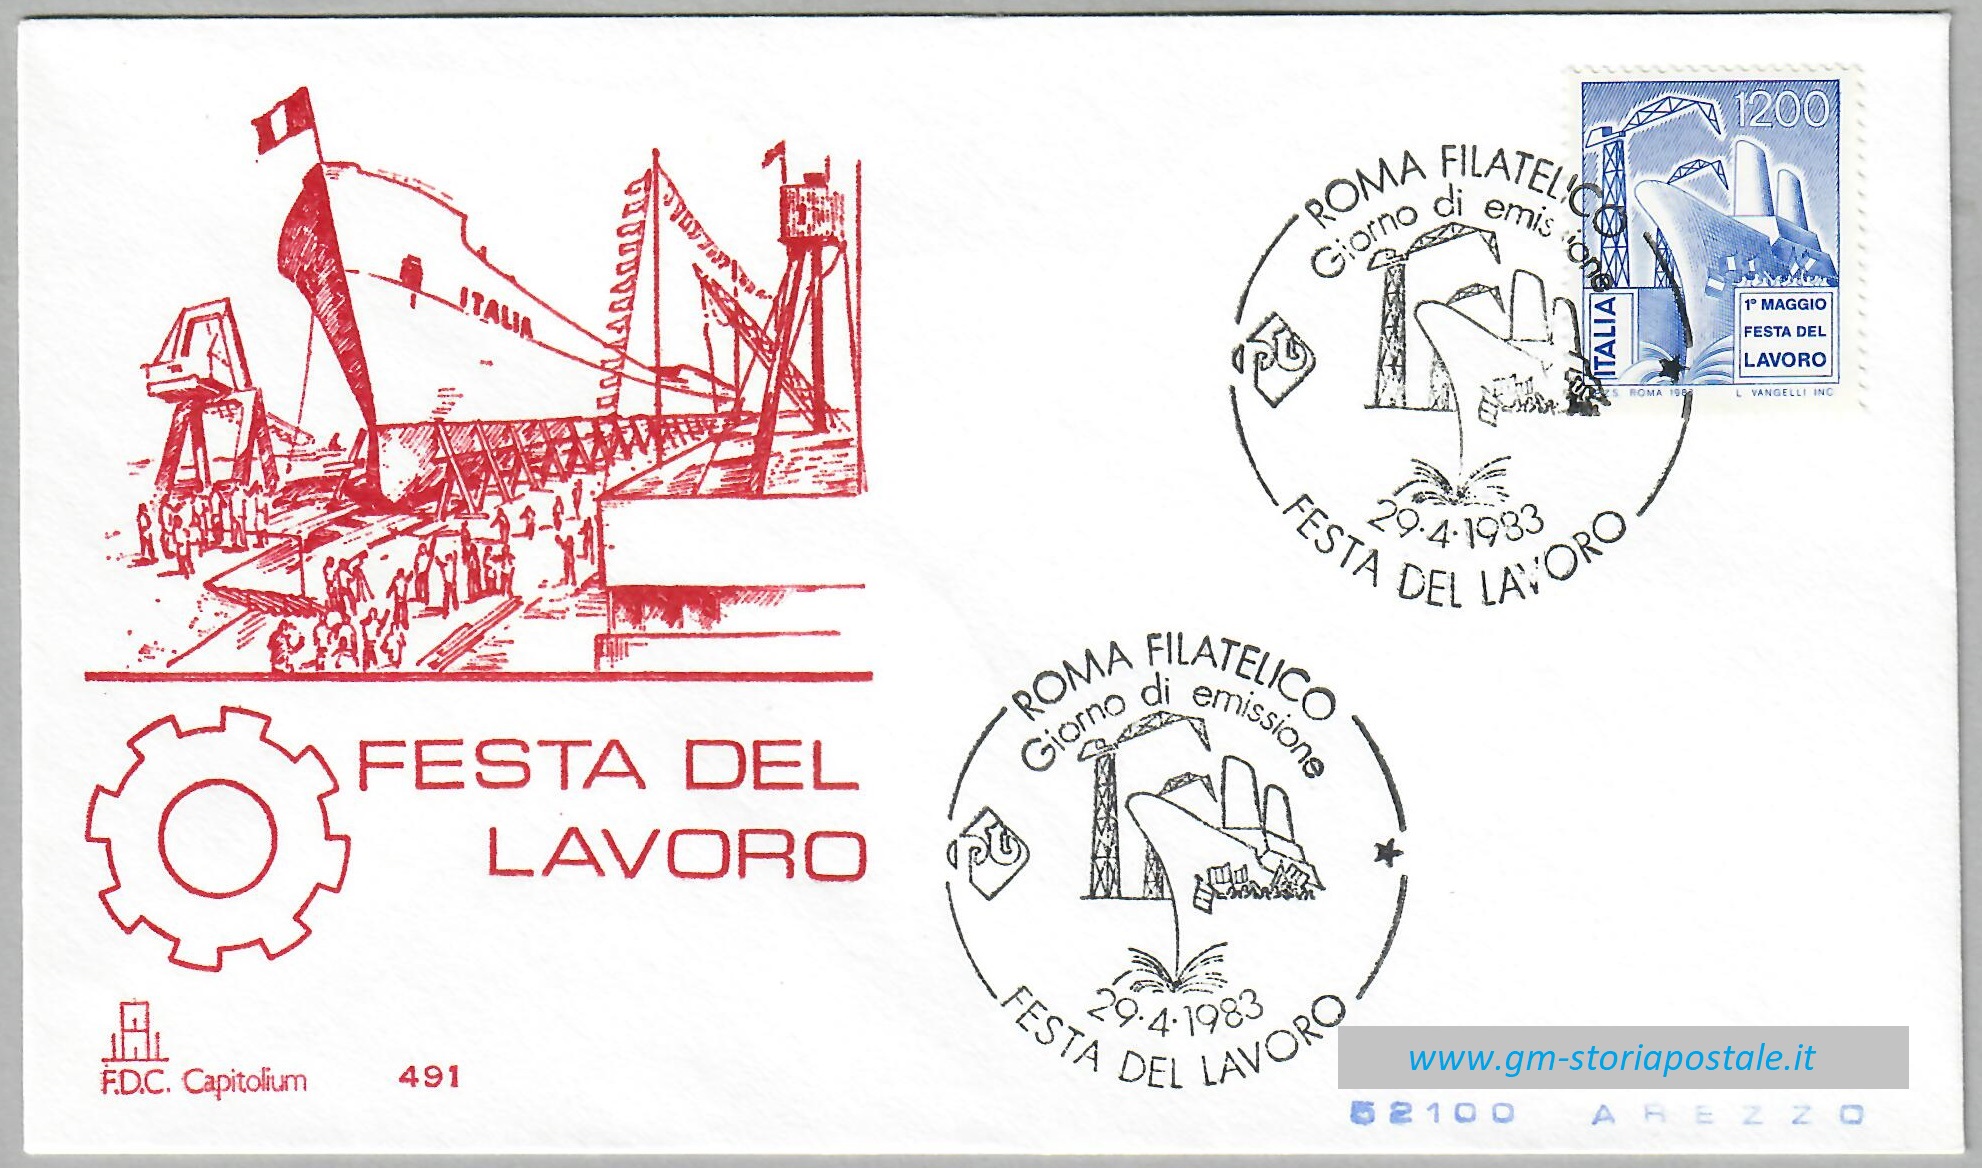 ITALIA
FESTA DEL
LAVORO
F.D.C. Capitolium
491
1200
ITALIA
1° MAGGIO
FESTA DEL
LAVORO
ROMA 198
L. VANGELLI INC.
ROMA FILATELICO
Giorno di emissione
29.4.1983
FESTA DEL LAVORO
ROMA FILATELICO
Giorno di emissione
29.4.1983
FESTA DEL LAVORO
www.gm-storiapostale.it
52100 AREZZO